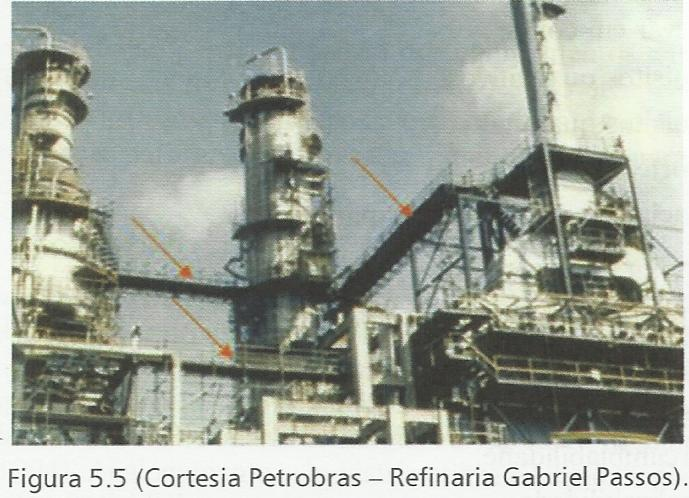 Figura 5.5 (Cortesia Petrobras – Refinaria Gabriel Passos).